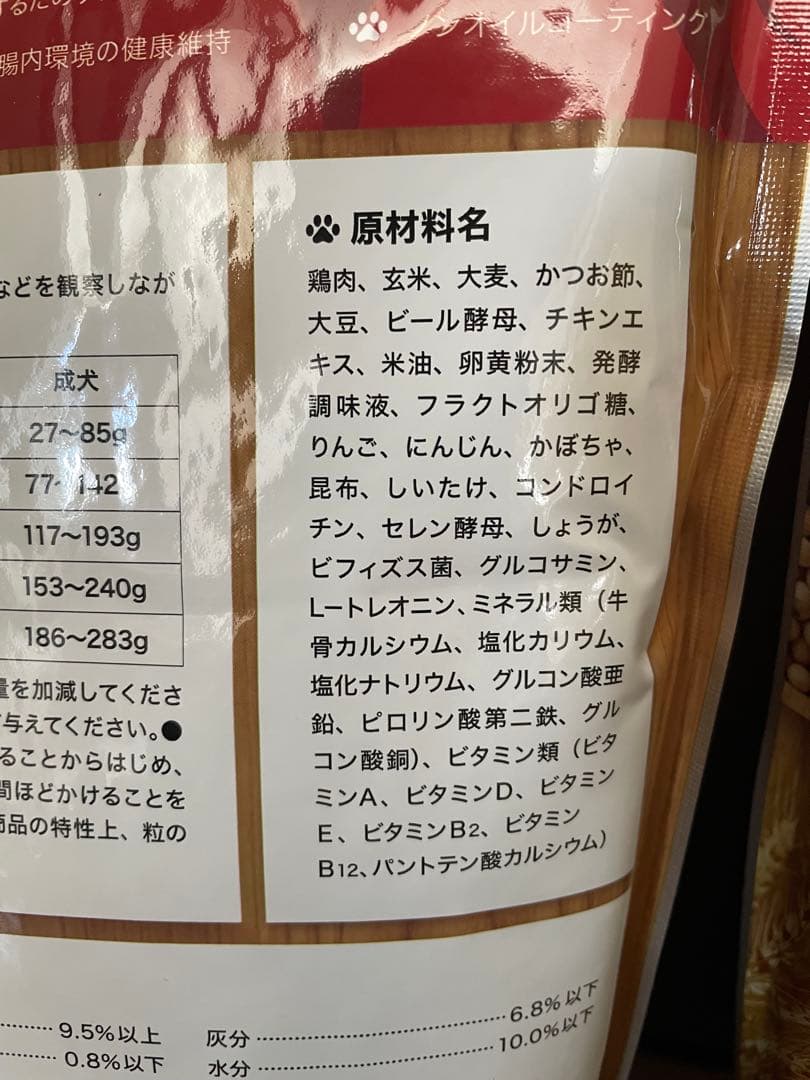 腸内環境の健康維持
ノンオイルコーティング
原材料名
鶏肉、玄米、大麦、かつお節、
大豆、ビール酵母、チキンエ
キス、米油、卵黄粉末、発酵
調味液、フラクトオリゴ糖、
りんご、にんじん、かぼちゃ、
昆布、しいたけ、コンドロイ
チン、セレン酵母、しょうが、
ビフィズス菌、グルコサミン、
L-トレオニン、ミネラル類（牛
骨カルシウム、塩化カリウム、
塩化ナトリウム、グルコン酸亜
鉛、ピロリン酸第二鉄、グル
コン酸銅）、ビタミン類（ビタ
ミンA、ビタミンD、ビタミン
E、ビタミンB2、ビタミン
B12、パントテン酸カルシウム）
などを観察しなが
成犬
27〜85g
77〜142
117〜193g
153〜240g
186〜283g
量を加減してくださ
与えてください。●
ることからはじめ、
間ほどかけることを
商品の特性上、粒の
9.5%以上
0.8%以下
灰分 6.8%以下
水分 10.0%以下